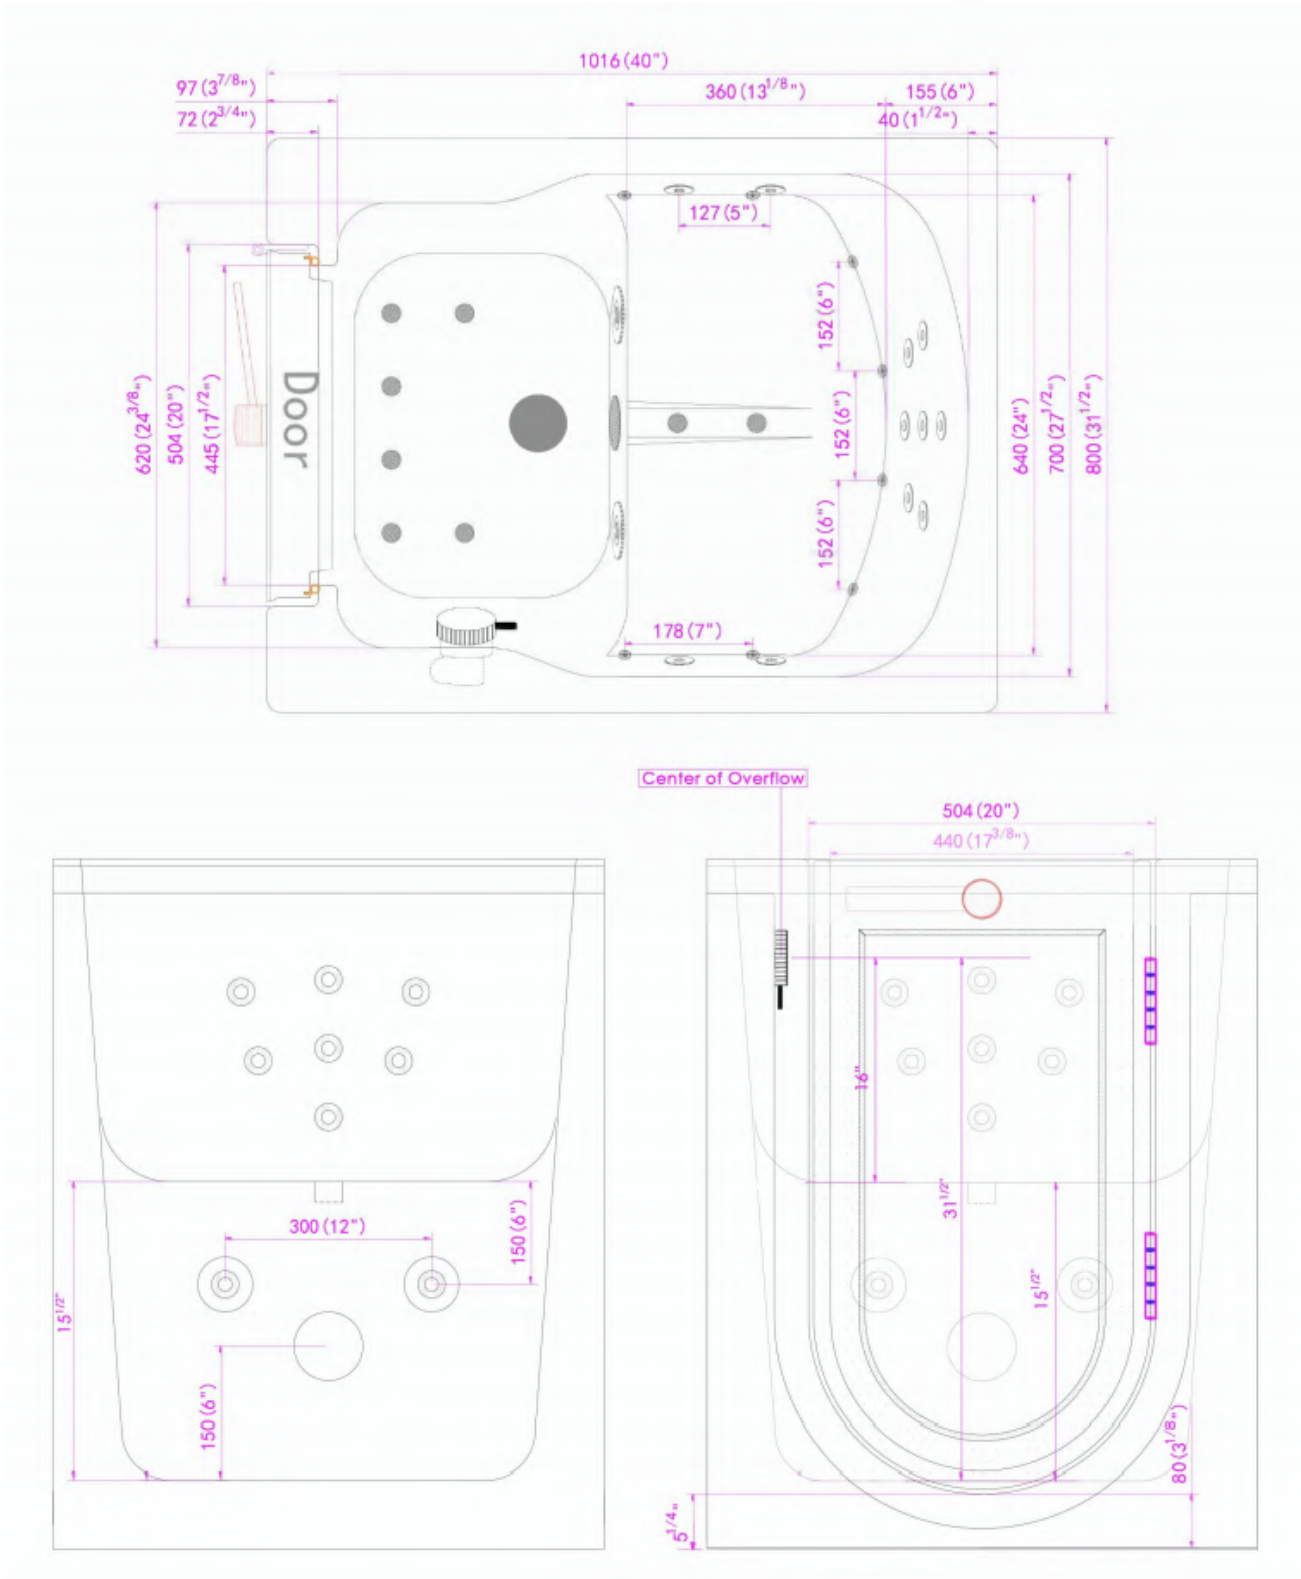 1016 (40")
97 (3 7/8")
360 (13 1/8")
155 (6")
72 (2 3/4")
40 (1 1/2")
127 (5")
152 (6")
152 (6")
152 (6")
620 (24 3/8")
504 (20")
445 (17 1/2")
Door
640 (24")
700 (27 1/2")
800 (31 1/2")
178 (7")
Center of Overflow
504 (20")
440 (17 3/8")
16"
31 1/2"
300 (12")
150 (6")
15 1/2"
15 1/2"
150 (6")
80 (3 1/8")
5 1/4"